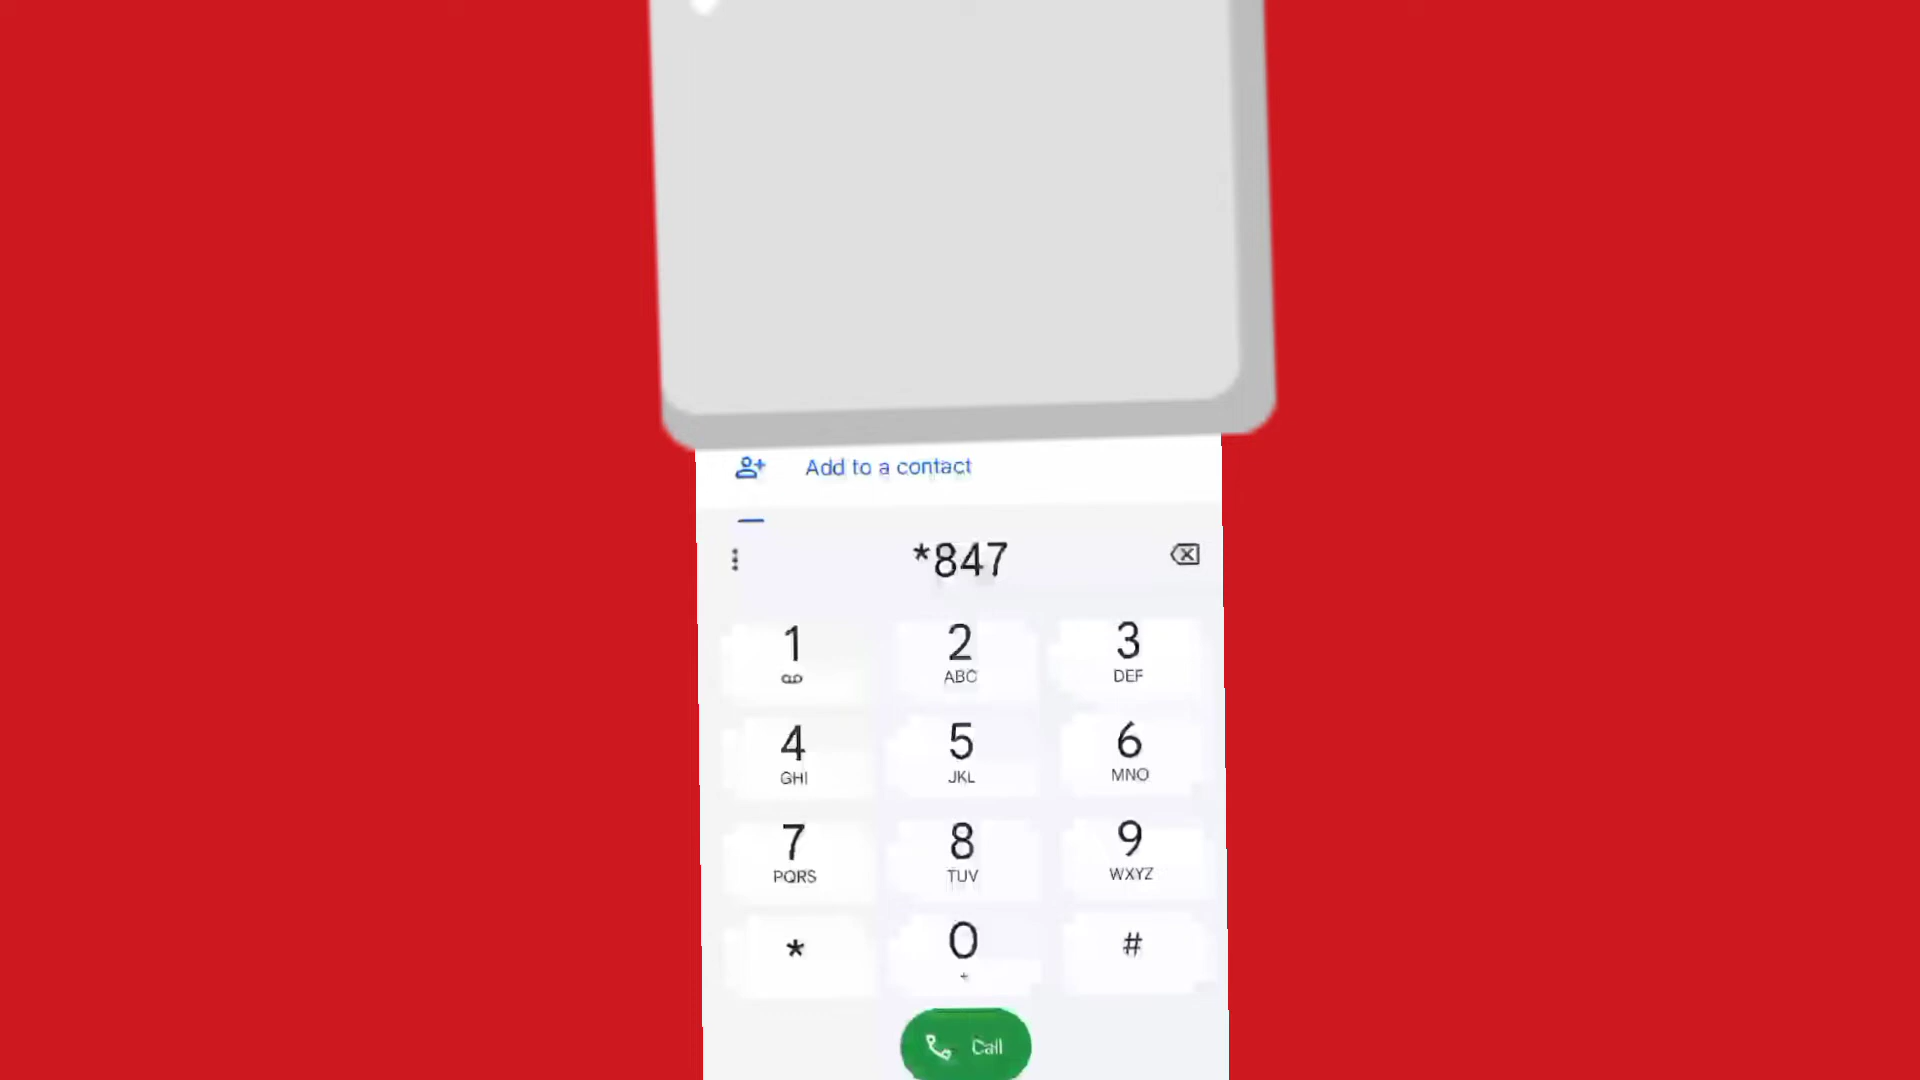 Add to a contact
*847
1 2 3
ABC DEF
4 5 6
GHI JKL MNO
7 8 9
PQRS TUV WXYZ
* 0 #
+
Call